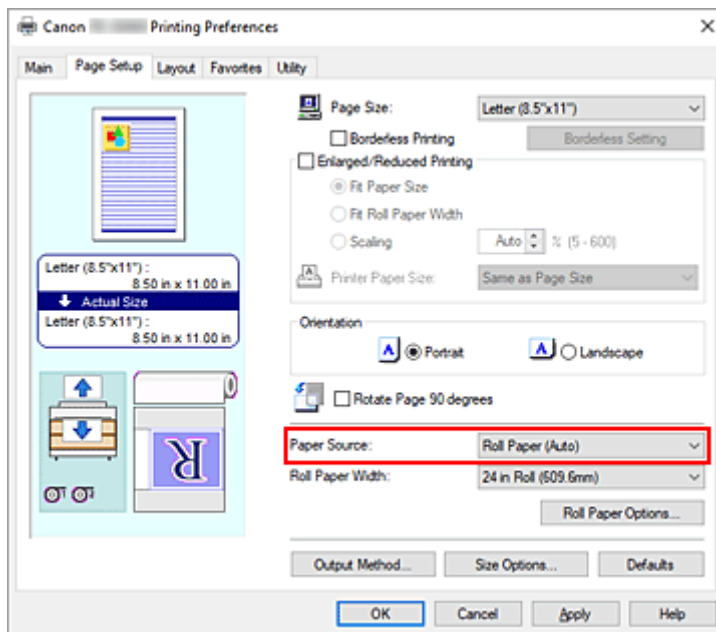 Canon Printing Preferences
Main Page Setup Layout Favorites Utility
Page Size: Letter (8.5"x11")
Borderless Printing Borderless Setting
Enlarged/Reduced Printing
Fit Paper Size
Fit Roll Paper Width
Scaling Auto % (5 - 600)
Printer Paper Size: Same as Page Size
Letter (8.5"x11") :
8.50 in x 11.00 in
Actual Size
Letter (8.5"x11") :
8.50 in x 11.00 in
Orientation
A Portrait A Landscape
Rotate Page 90 degrees
Paper Source: Roll Paper (Auto)
Roll Paper Width: 24 in Roll (609.6mm)
Roll Paper Options...
R
Output Method... Size Options... Defaults
OK Cancel Apply Help